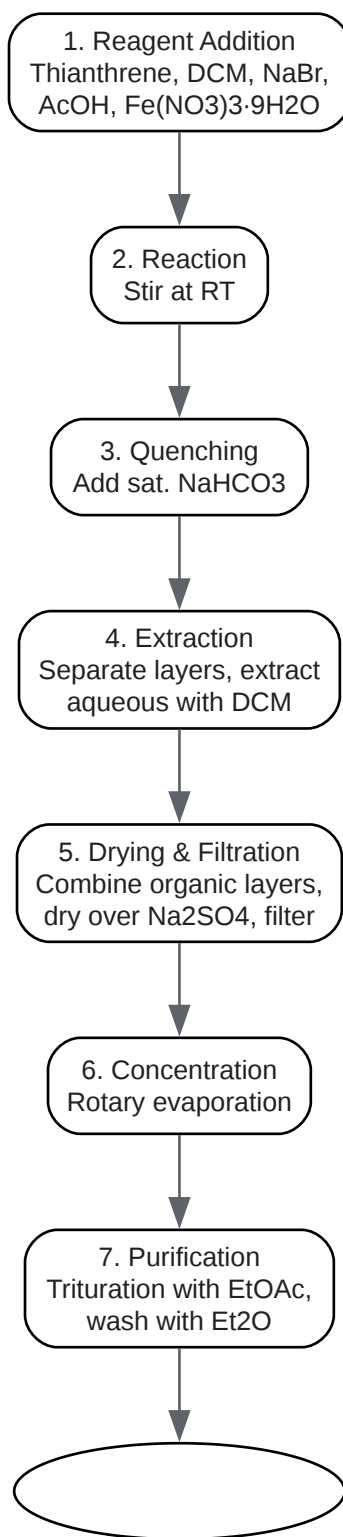 1. Reagent Addition
Thianthrene, DCM, NaBr,
AcOH, Fe(NO3)3·9H2O
2. Reaction
Stir at RT
3. Quenching
Add sat. NaHCO3
4. Extraction
Separate layers, extract
aqueous with DCM
5. Drying & Filtration
Combine organic layers,
dry over Na2SO4, filter
6. Concentration
Rotary evaporation
7. Purification
Trituration with EtOAc,
wash with Et2O